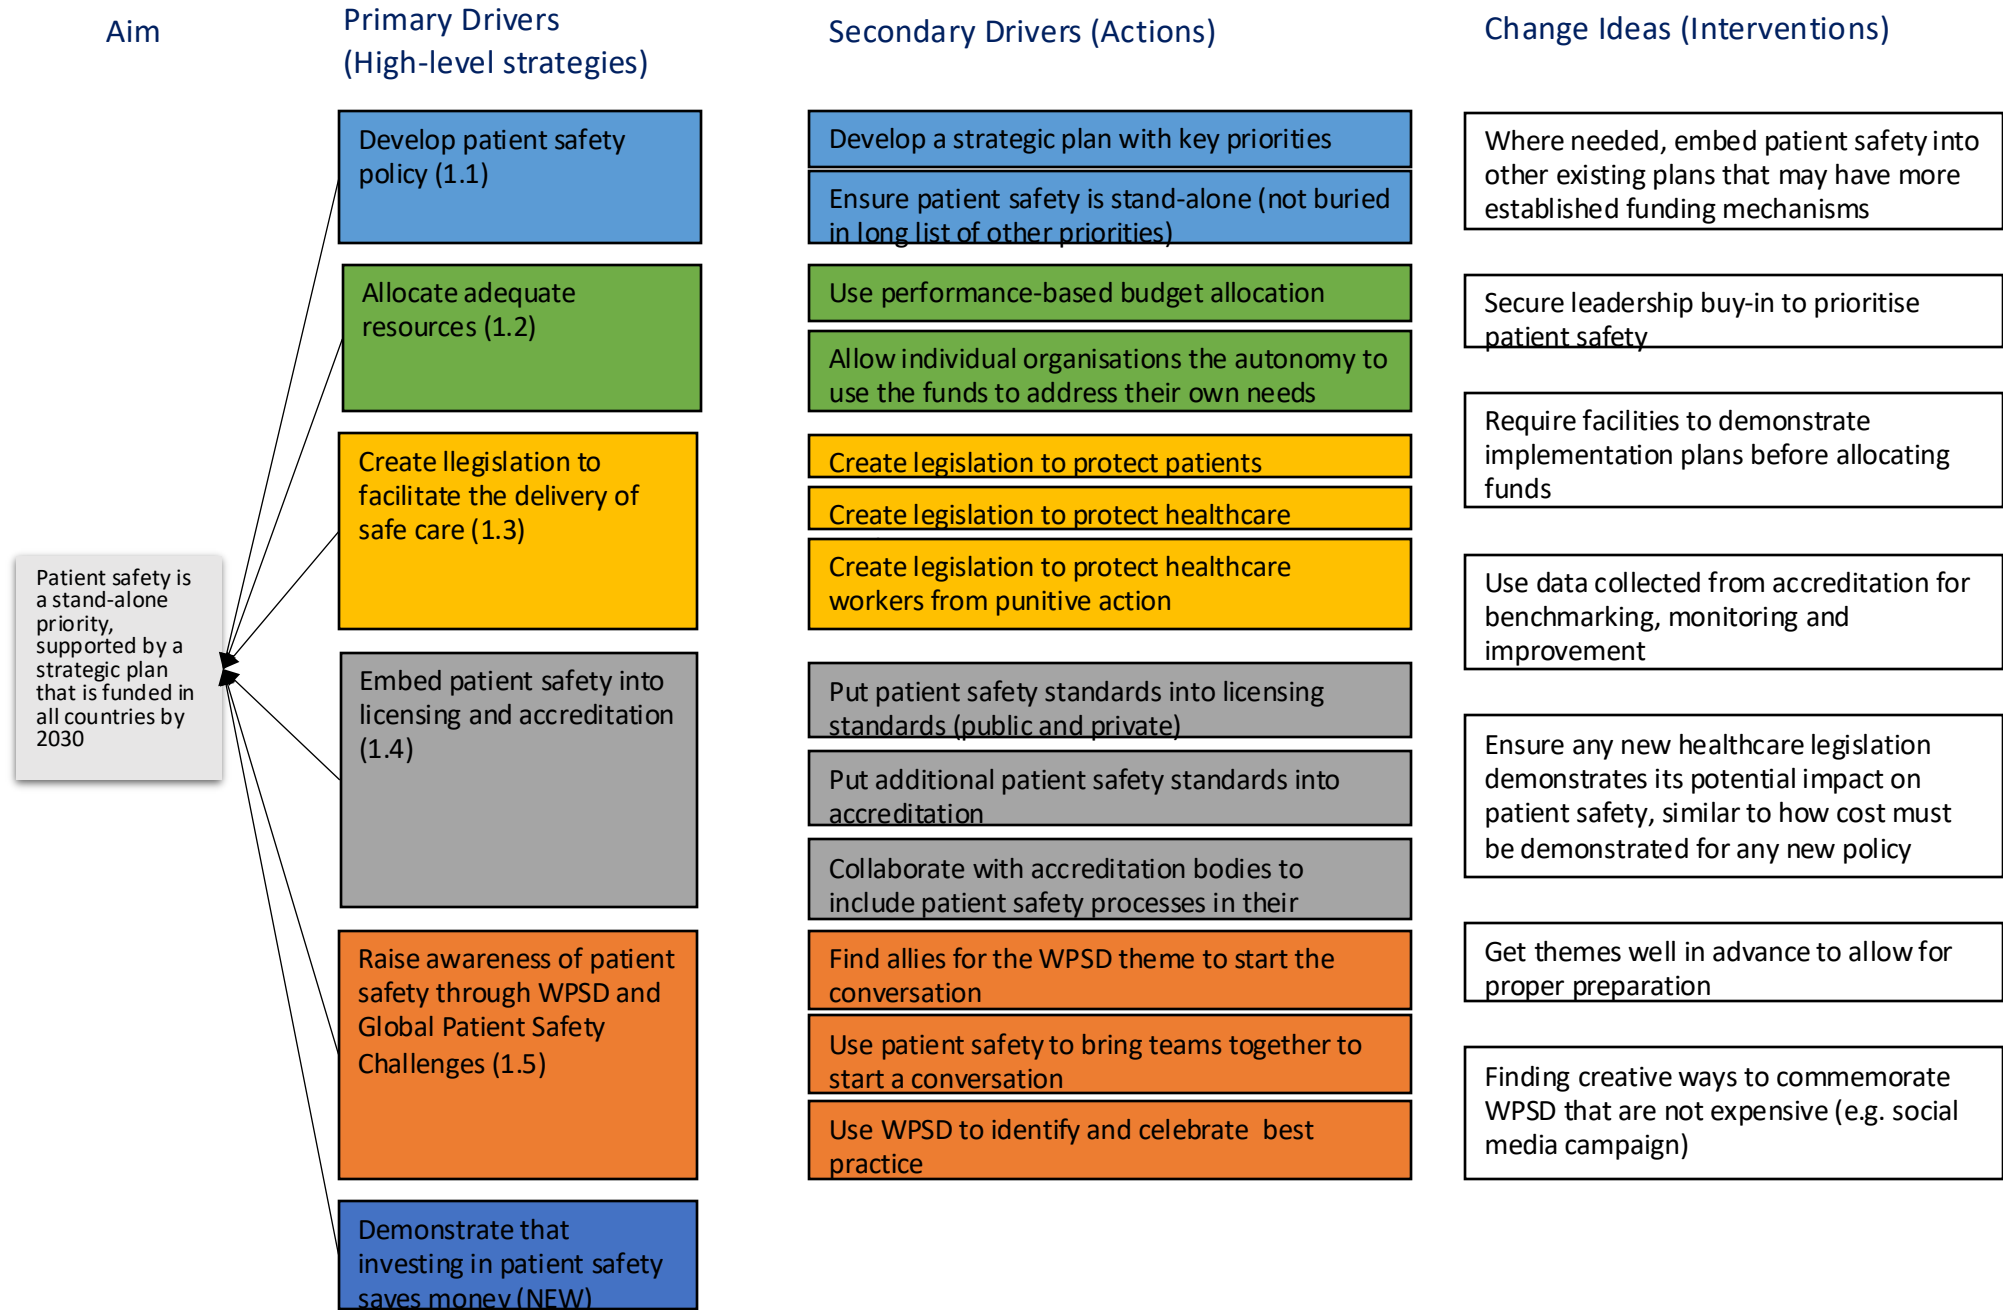 Aim
Primary Drivers
(High-level strategies)
Secondary Drivers (Actions)
Change Ideas (Interventions)
Patient safety is
a stand-alone
priority,
supported by a
strategic plan
that is funded in
all countries by
2030
Develop patient safety
policy (1.1)
Allocate adequate
resources (1.2)
Create llegislation to
facilitate the delivery of
safe care (1.3)
Embed patient safety into
licensing and accreditation
(1.4)
Raise awareness of patient
safety through WPSD and
Global Patient Safety
Challenges (1.5)
Demonstrate that
investing in patient safety
saves money (NEW)
Develop a strategic plan with key priorities
Ensure patient safety is stand-alone (not buried
in long list of other priorities)
Use performance-based budget allocation
Allow individual organisations the autonomy to
use the funds to address their own needs
Create legislation to protect patients
Create legislation to protect healthcare
Create legislation to protect healthcare
workers from punitive action
Put patient safety standards into licensing
standards (public and private)
Put additional patient safety standards into
accreditation
Collaborate with accreditation bodies to
include patient safety processes in their
Find allies for the WPSD theme to start the
conversation
Use patient safety to bring teams together to
start a conversation
Use WPSD to identify and celebrate  best
practice
Where needed, embed patient safety into
other existing plans that may have more
established funding mechanisms
Secure leadership buy-in to prioritise
patient safety
Require facilities to demonstrate
implementation plans before allocating
funds
Use data collected from accreditation for
benchmarking, monitoring and
improvement
Ensure any new healthcare legislation
demonstrates its potential impact on
patient safety, similar to how cost must
be demonstrated for any new policy
Get themes well in advance to allow for
proper preparation
Finding creative ways to commemorate
WPSD that are not expensive (e.g. social
media campaign)